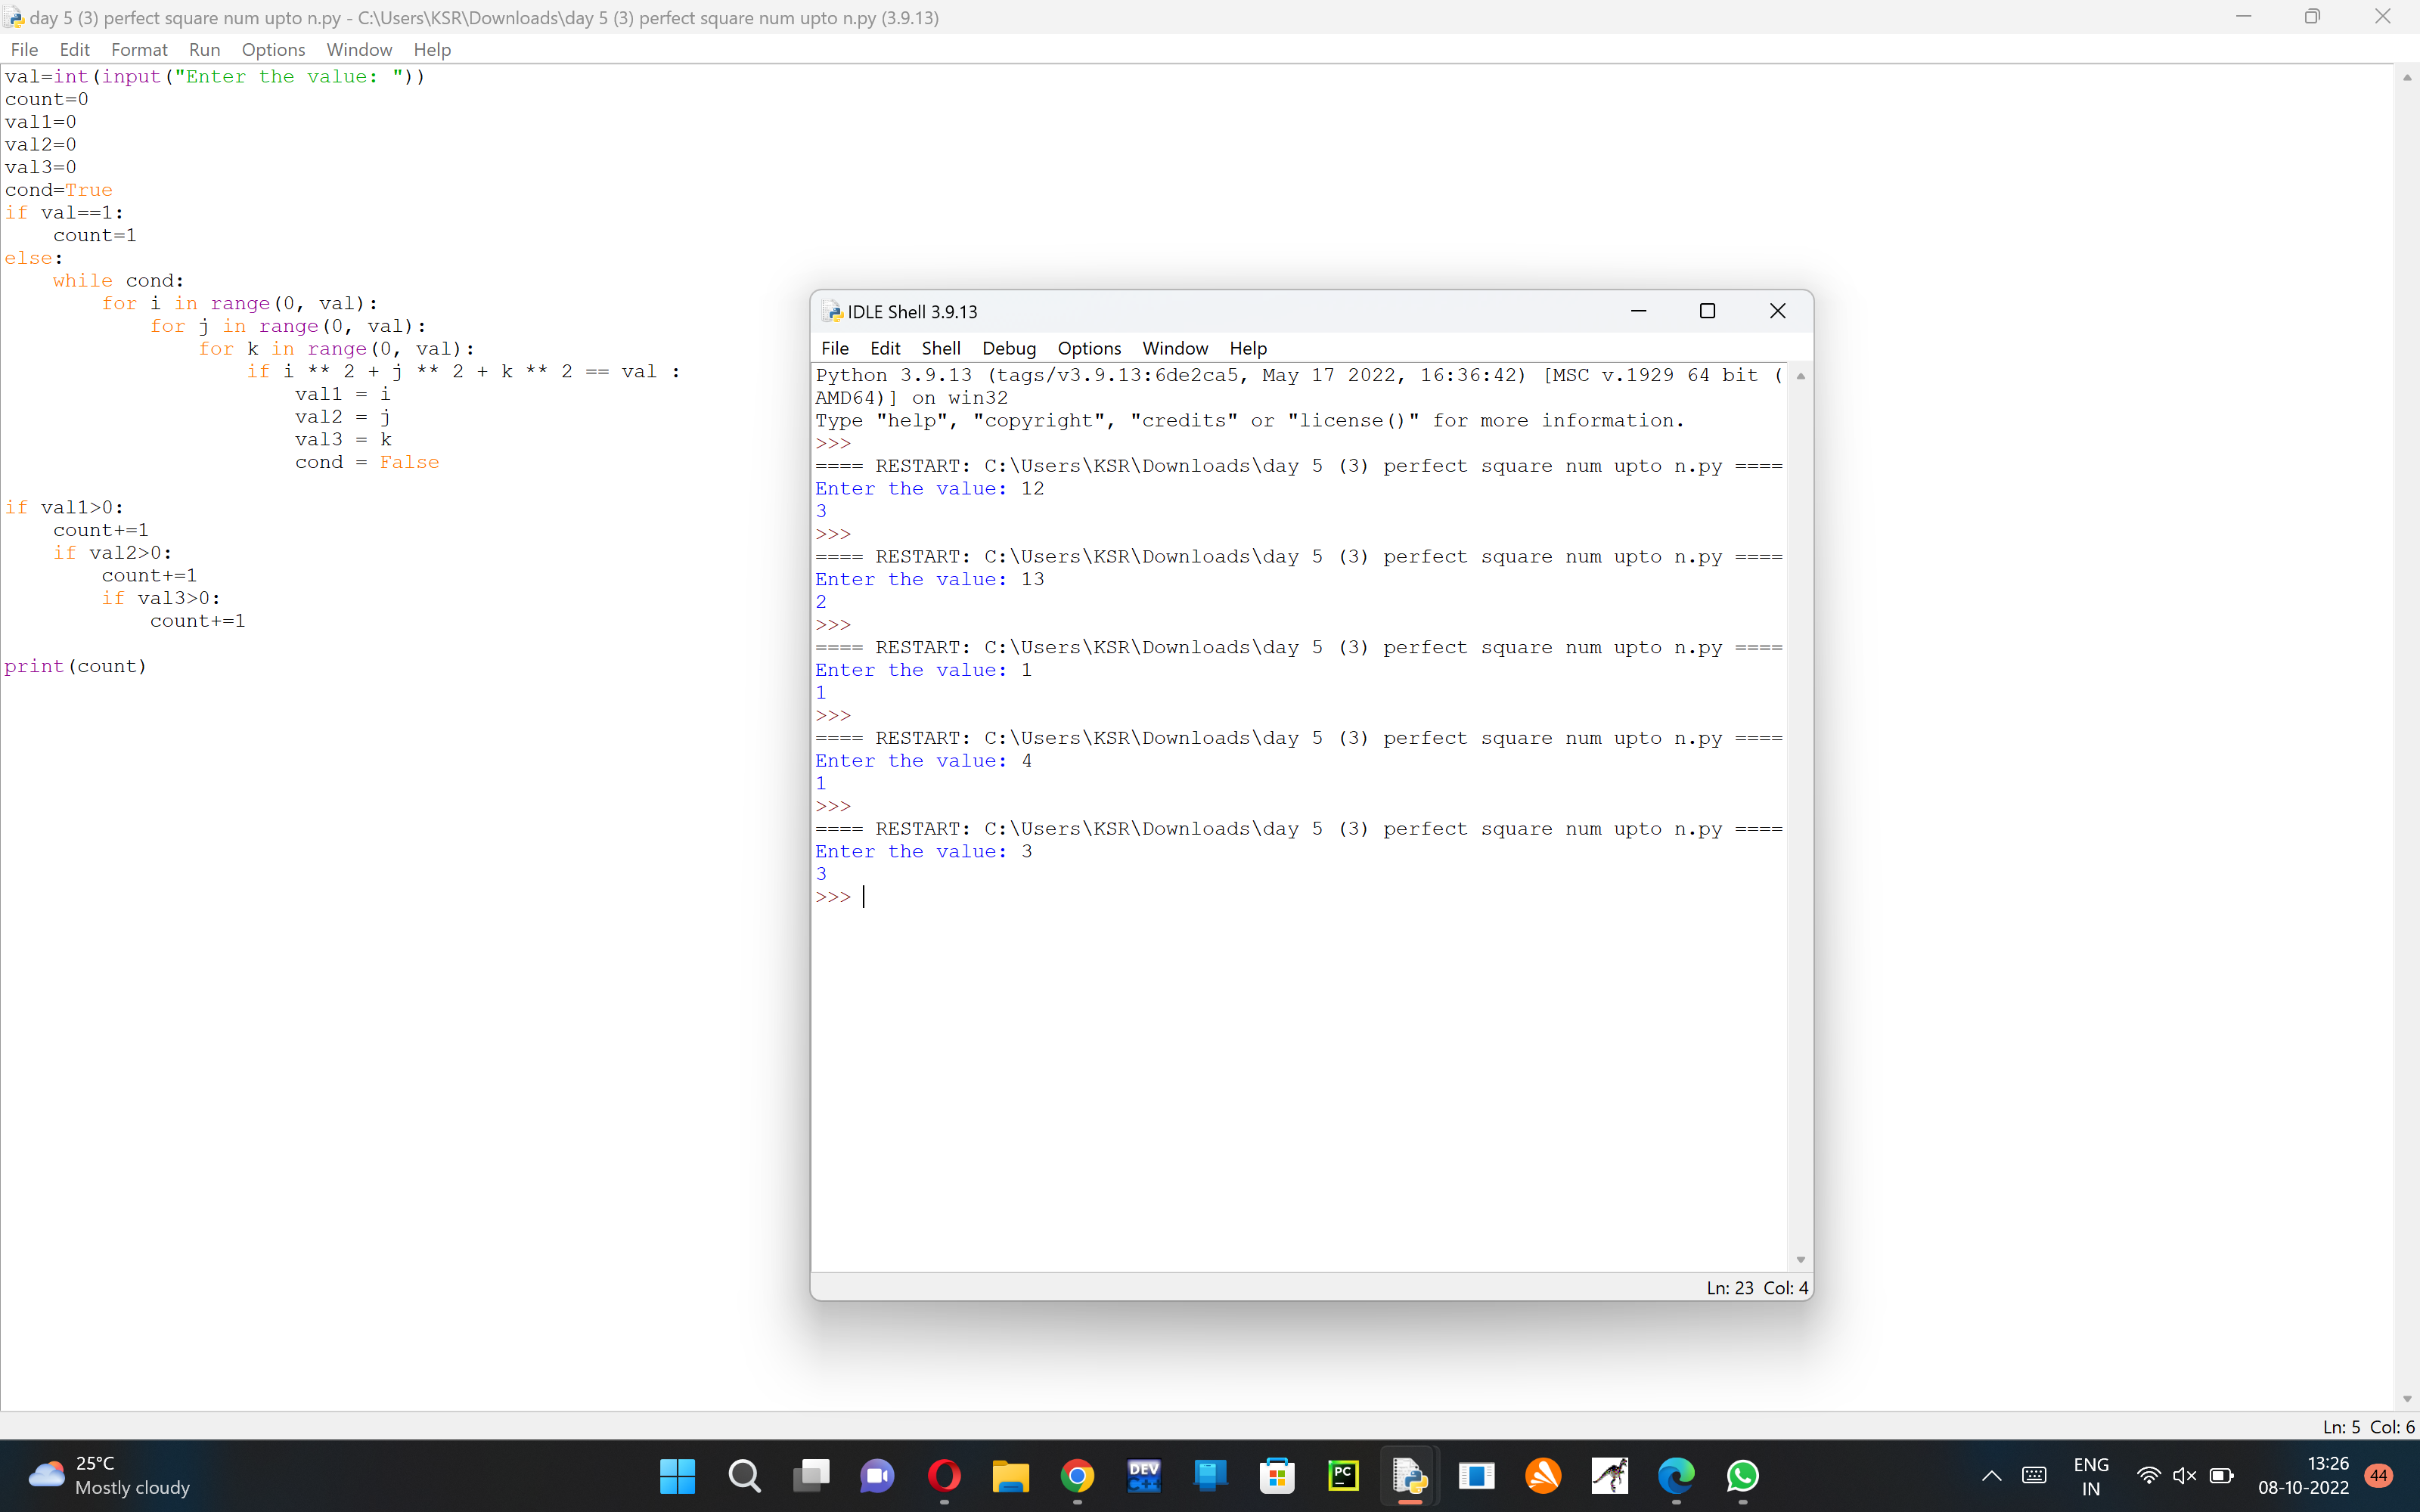 day 5 (3) perfect square num upto n.py - C:\Users\KSR\Downloads\day 5 (3) perfect square num upto n.py (3.9.13)
File Edit Format Run Options Window Help
val=int(input("Enter the value: "))
count=0
val1=0
val2=0
val3=0
cond=True
if val==1:
    count=1
else:
    while cond:
        for i in range(0, val):
            for j in range(0, val):
                for k in range(0, val):
                    if i ** 2 + j ** 2 + k ** 2 == val :
                        val1 = i
                        val2 = j
                        val3 = k
                        cond = False
if val1>0:
    count+=1
    if val2>0:
        count+=1
        if val3>0:
            count+=1
print(count)
IDLE Shell 3.9.13
File Edit Shell Debug Options Window Help
Python 3.9.13 (tags/v3.9.13:6de2ca5, May 17 2022, 16:36:42) [MSC v.1929 64 bit (
AMD64)] on win32
Type "help", "copyright", "credits" or "license()" for more information.
>>>
==== RESTART: C:\Users\KSR\Downloads\day 5 (3) perfect square num upto n.py ====
Enter the value: 12
3
>>>
==== RESTART: C:\Users\KSR\Downloads\day 5 (3) perfect square num upto n.py ====
Enter the value: 13
2
>>>
==== RESTART: C:\Users\KSR\Downloads\day 5 (3) perfect square num upto n.py ====
Enter the value: 1
1
>>>
==== RESTART: C:\Users\KSR\Downloads\day 5 (3) perfect square num upto n.py ====
Enter the value: 4
1
>>>
==== RESTART: C:\Users\KSR\Downloads\day 5 (3) perfect square num upto n.py ====
Enter the value: 3
3
>>>
Ln: 23 Col: 4
Ln: 5 Col: 6
25°C
Mostly cloudy
DEV
C++
PC
ENG
IN
13:26
08-10-2022
44